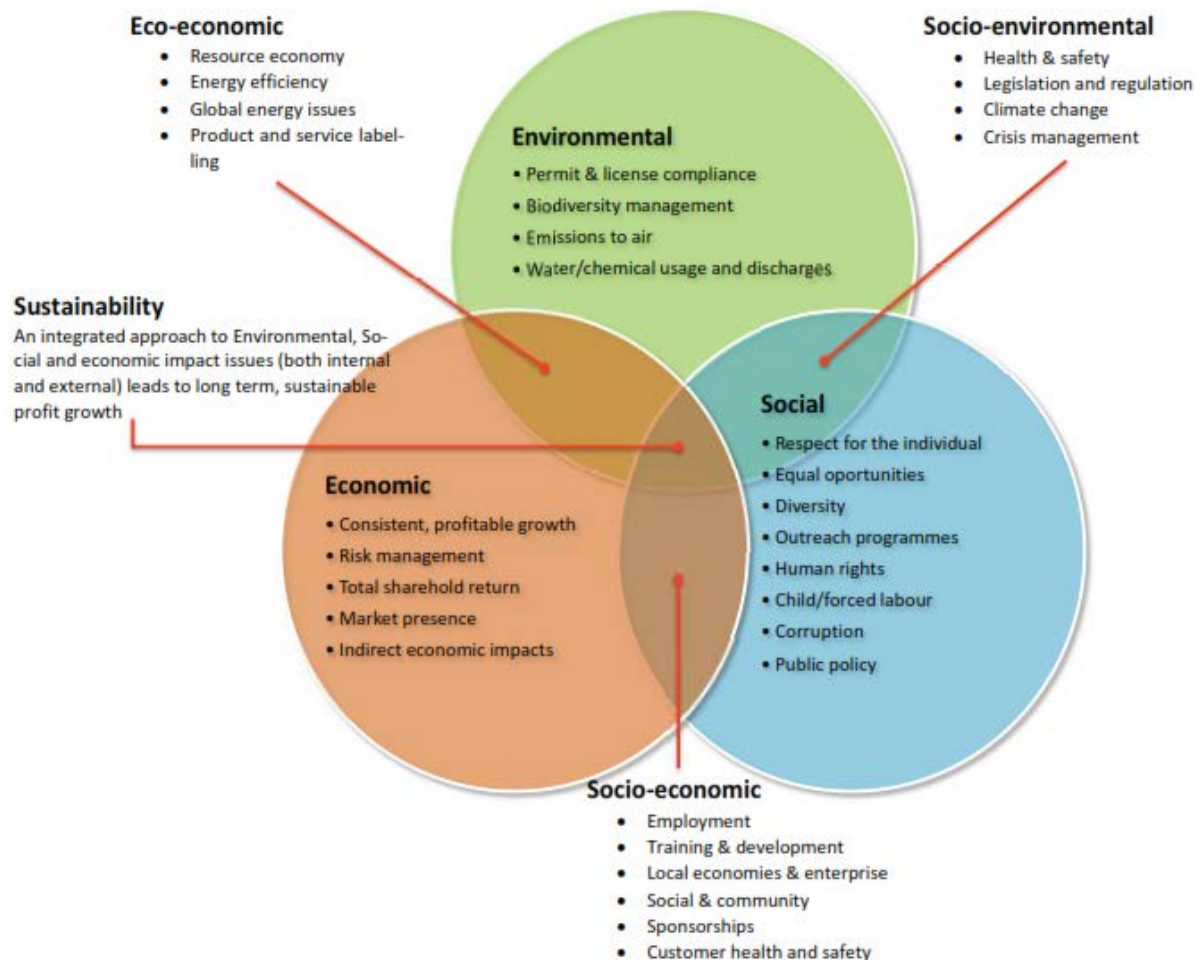 Eco-economic
• Resource economy
• Energy efficiency
• Global energy issues
• Product and service label-
ling
Socio-environmental
• Health & safety
• Legislation and regulation
• Climate change
• Crisis management
Environmental
• Permit & license compliance
• Biodiversity management
• Emissions to air
• Water/chemical usage and discharges
Sustainability
An integrated approach to Environmental, So-
cial and economic impact issues (both internal
and external) leads to long term, sustainable
profit growth
Social
• Respect for the individual
• Equal oportunities
• Diversity
• Outreach programmes
• Human rights
• Child/forced labour
• Corruption
• Public policy
Economic
• Consistent, profitable growth
• Risk management
• Total sharehold return
• Market presence
• Indirect economic impacts
Socio-economic
• Employment
• Training & development
• Local economies & enterprise
• Social & community
• Sponsorships
• Customer health and safety